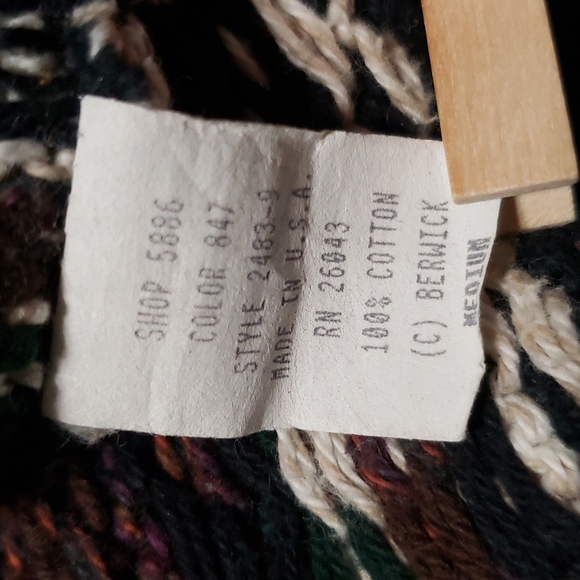 SHOP 5886
COLOR 847
STYLE 2483-9
MADE IN U.S.A.
RN 26043
100% COTTON
(C) BERWICK
MEDIUM